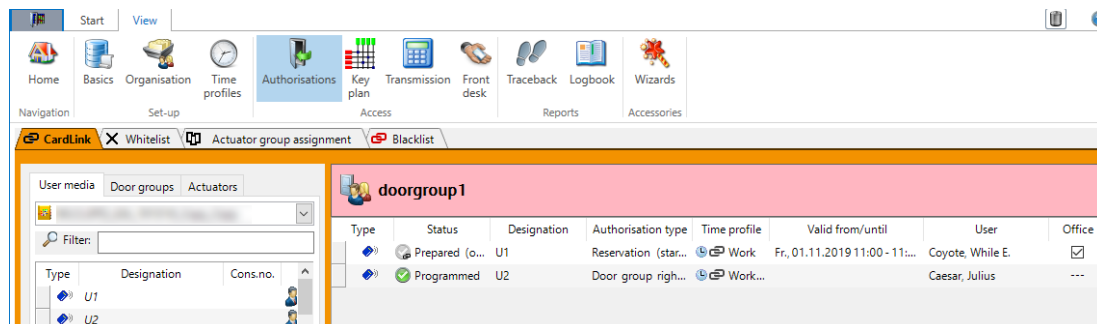 Start View
Home Basics Organisation Time profiles Authorisations Key plan Transmission Front desk Traceback Logbook Wizards
Navigation Set-up Access Reports Accessories
CardLink Whitelist Actuator group assignment Blacklist
User media Door groups Actuators
doorgroup1
Filter:
Type Status Designation Authorisation type Time profile Valid from/until User Office
Prepared (o... U1 Reservation (star... Work Fr., 01.11.2019 11:00 - 11:... Coyote, While E.
Programmed U2 Door group righ... Work... Caesar, Julius ---
Type Designation Cons.no.
U1
U2